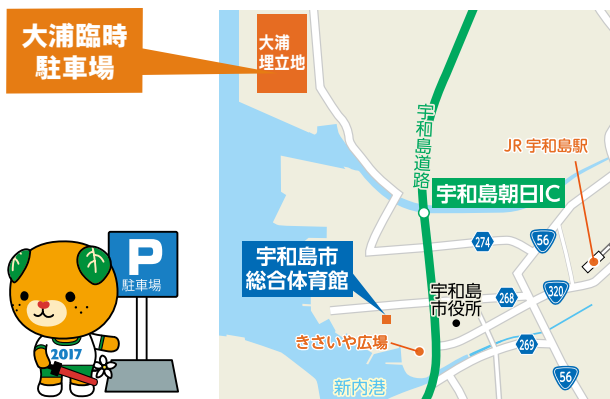 大浦臨時
駐車場
大浦
埋立地
宇和島道路
JR 宇和島駅
宇和島朝日IC
274
56
宇和島市
総合体育館
320
宇和島
市役所
268
きさいや広場
269
新内港
56
P
駐車場
2017